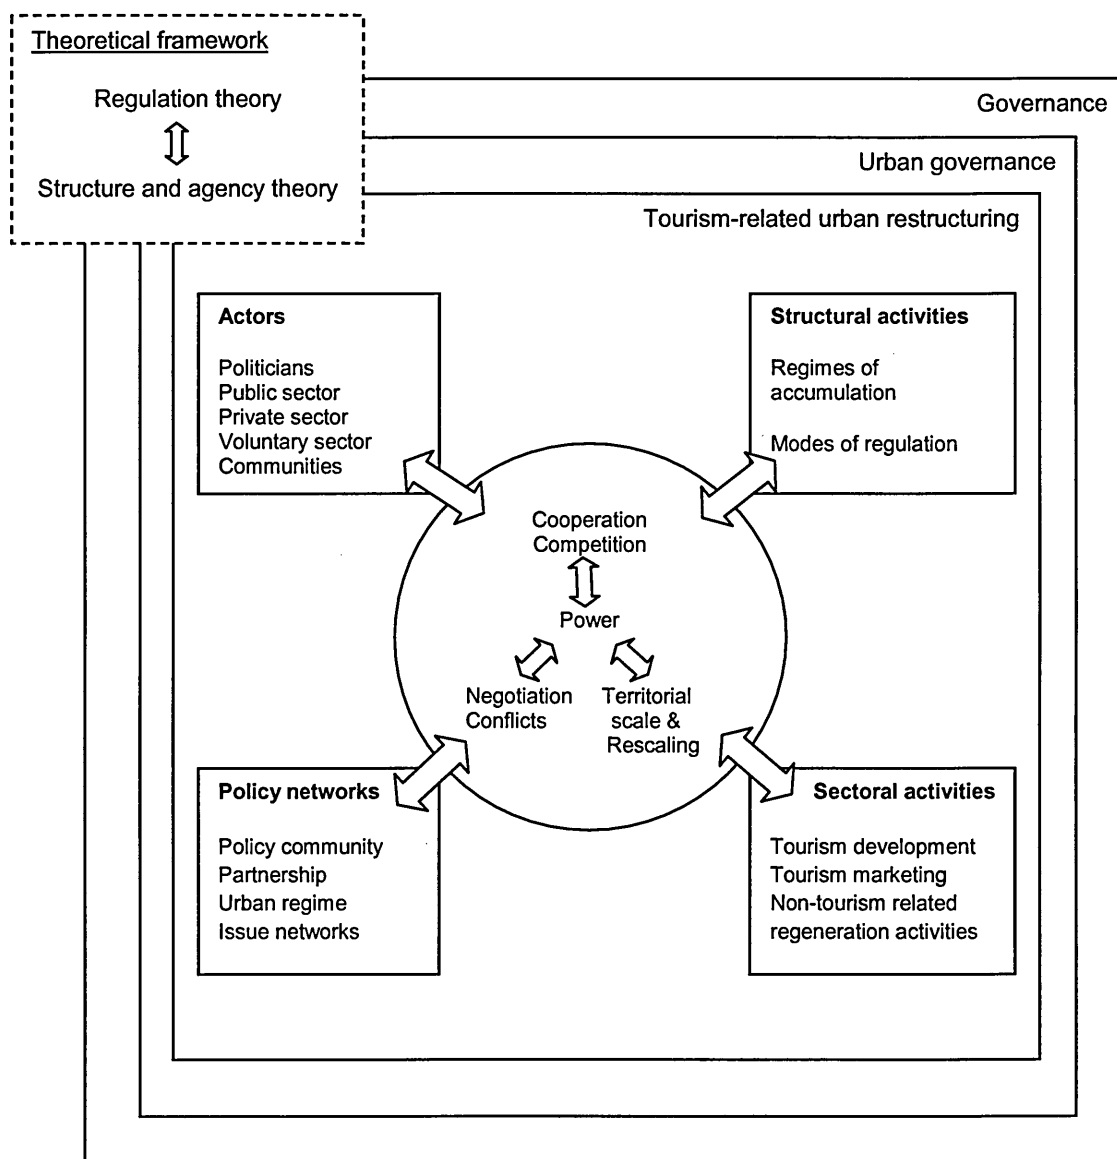 Theoretical framework
Regulation theory
Structure and agency theory
Governance
Urban governance
Tourism-related urban restructuring
Actors
Politicians
Public sector
Private sector
Voluntary sector
Communities
Structural activities
Regimes of
accumulation
Modes of regulation
Cooperation
Competition
Power
Negotiation
Conflicts
Territorial
scale &
Rescaling
Policy networks
Policy community
Partnership
Urban regime
Issue networks
Sectoral activities
Tourism development
Tourism marketing
Non-tourism related
regeneration activities